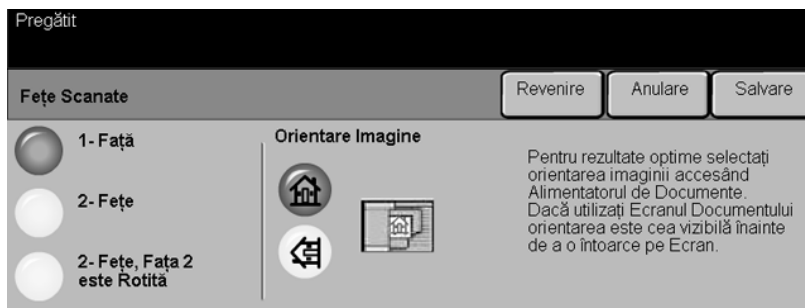 Pregătit
Fețe Scanate
Revenire
Anulare
Salvare
1- Față
2- Fețe
2- Fețe, Fața 2
este Rotită
Orientare Imagine
Pentru rezultate optime selectați
orientarea imaginii accesând
Alimentatorul de Documente.
Dacă utilizați Ecranul Documentului
orientarea este cea vizibilă înainte
de a o întoarce pe Ecran.